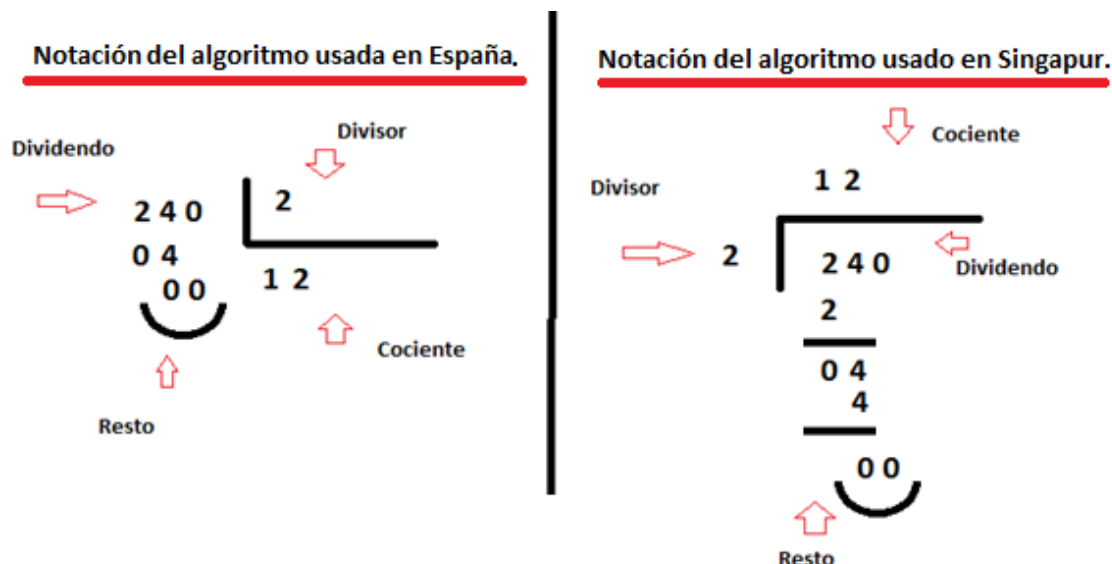 Notación del algoritmo usada en España.
Dividendo
Divisor
2 4 0
2
0 4
0 0
1 2
Cociente
Resto
Notación del algoritmo usado en Singapur.
Cociente
1 2
Divisor
2
2 4 0
Dividendo
2
0 4
4
0 0
Resto